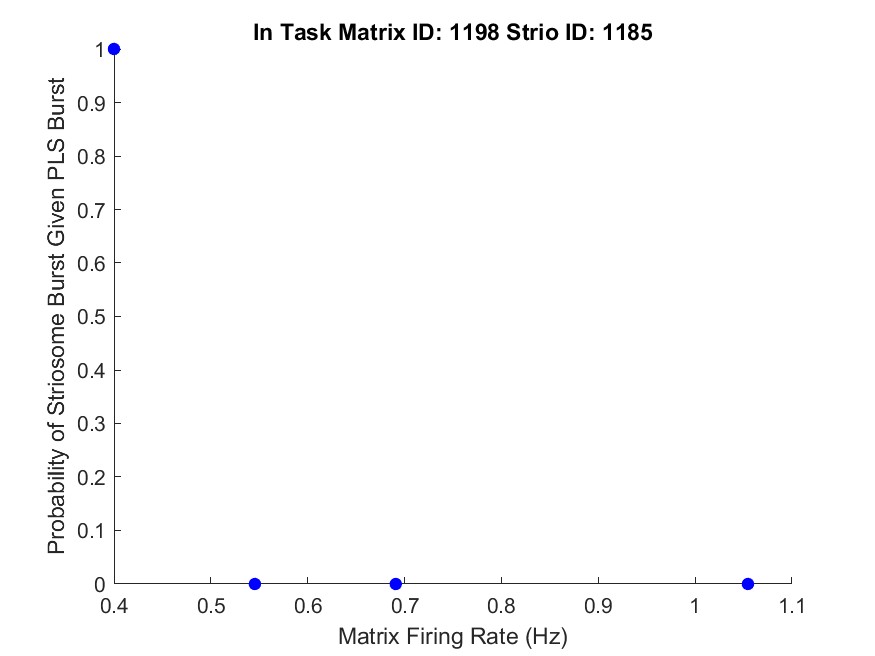 In Task Matrix ID: 1198 Strio ID: 1185
Probability of Striosome Burst Given PLS Burst
1
0.9
0.8
0.7
0.6
0.5
0.4
0.3
0.2
0.1
0
0.4 0.5 0.6 0.7 0.8 0.9 1 1.1
Matrix Firing Rate (Hz)